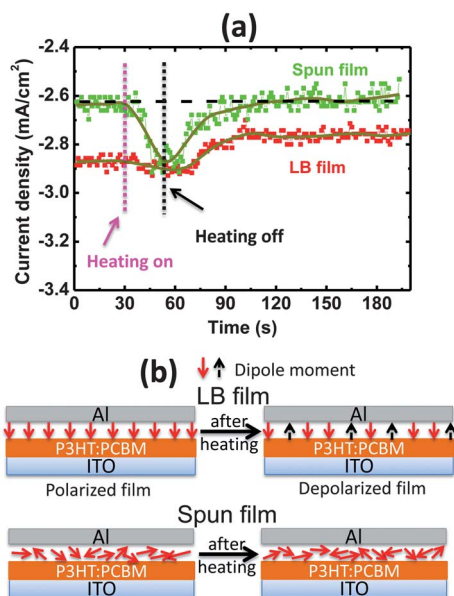 (a)
Current density (mA/cm²)
-2.4
-2.6
-2.8
-3.0
-3.2
-3.4
Spun film
LB film
Heating off
Heating on
0 30 60 90 120 150 180
Time (s)
(b)
Dipole moment
LB film
Al
P3HT:PCBM
ITO
Polarized film
after
heating
Al
P3HT:PCBM
ITO
Depolarized film
Spun film
Al
P3HT:PCBM
ITO
after
heating
Al
P3HT:PCBM
ITO